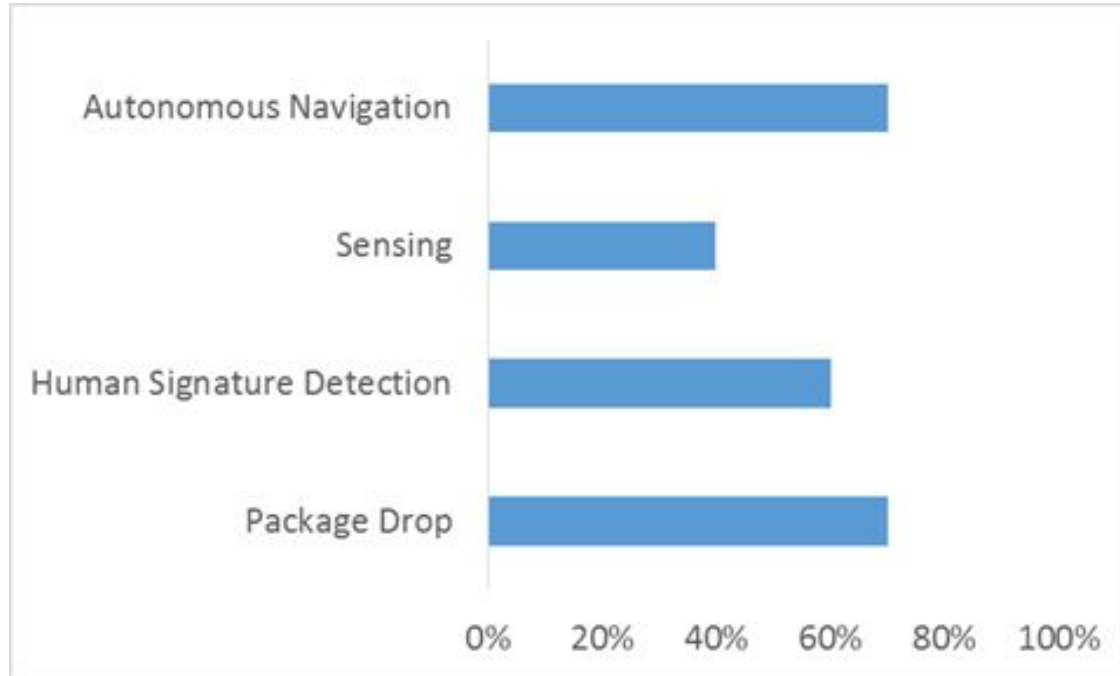 Autonomous Navigation
Sensing
Human Signature Detection
Package Drop
0% 20% 40% 60% 80% 100%